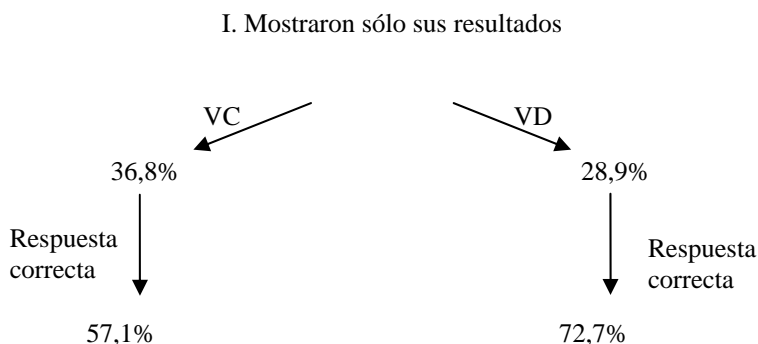 I. Mostraron sólo sus resultados
VC
VD
36,8%
28,9%
Respuesta
correcta
Respuesta
correcta
57,1%
72,7%